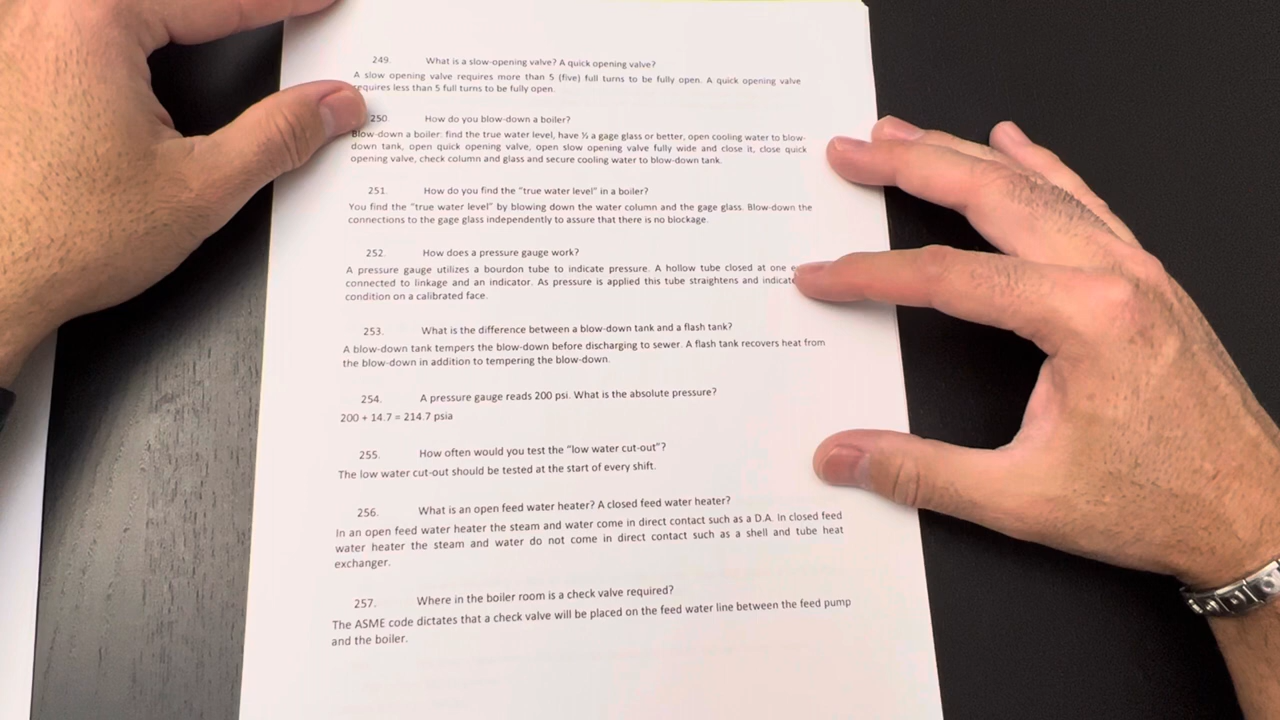 249. What is a slow-opening valve? A quick opening valve?
A slow opening valve requires more than 5 (five) full turns to be fully open. A quick opening valve
requires less than 5 full turns to be fully open.
250 How do you blow-down a boiler?
Blow-down a boiler: find the true water level, have ½ a gage glass or better, open cooling water to blow-
down tank, open quick opening valve, open slow opening valve fully wide and close it, close quick
opening valve, check column and glass and secure cooling water to blow-down tank.
251. How do you find the "true water level" in a boiler?
You find the "true water level" by blowing down the water column and the gage glass. Blow-down the
connections to the gage glass independently to assure that there is no blockage.
252. How does a pressure gauge work?
A pressure gauge utilizes a bourdon tube to indicate pressure. A hollow tube closed at one
connected to linkage and an indicator. As pressure is applied this tube straightens and indicate
condition on a calibrated face.
253. What is the difference between a blow-down tank and a flash tank?
A blow-down tank tempers the blow-down before discharging to sewer. A flash tank recovers heat from
the blow-down in addition to tempering the blow-down.
254. A pressure gauge reads 200 psi. What is the absolute pressure?
200 + 14.7 = 214.7 psia
255. How often would you test the "low water cut-out"?
The low water cut-out should be tested at the start of every shift.
256. What is an open feed water heater? A closed feed water heater?
In an open feed water heater the steam and water come in direct contact such as a D.A. In closed feed
water heater the steam and water do not come in direct contact such as a shell and tube heat
exchanger.
257. Where in the boiler room is a check valve required?
The ASME code dictates that a check valve will be placed on the feed water line between the feed pump
and the boiler.